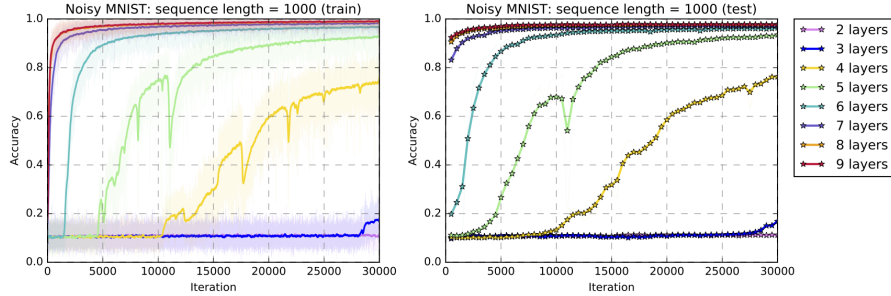 Noisy MNIST: sequence length = 1000 (train)
Accuracy
1.0
0.8
0.6
0.4
0.2
0.0
0 5000 10000 15000 20000 25000 30000
Iteration
Noisy MNIST: sequence length = 1000 (test)
Accuracy
1.0
0.8
0.6
0.4
0.2
0.0
0 5000 10000 15000 20000 25000 30000
Iteration
2 layers
3 layers
4 layers
5 layers
6 layers
7 layers
8 layers
9 layers